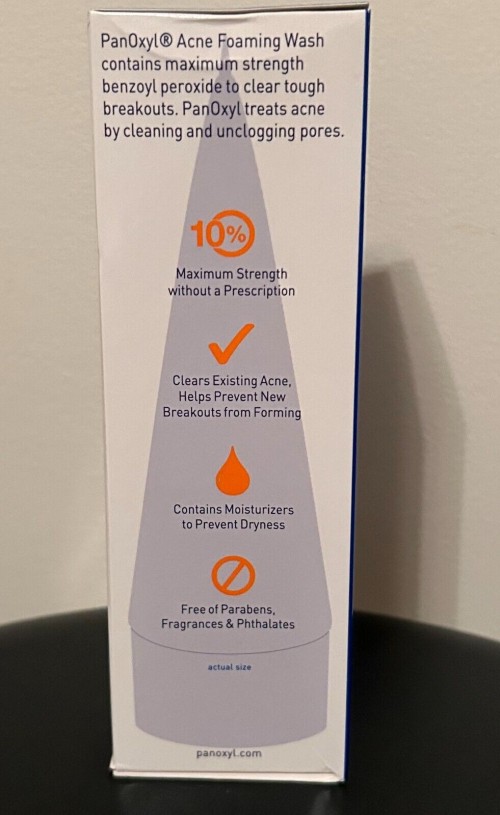 PanOxyl® Acne Foaming Wash
contains maximum strength
benzoyl peroxide to clear tough
breakouts. PanOxyl treats acne
by cleaning and unclogging pores.
10%
Maximum Strength
without a Prescription
Clears Existing Acne,
Helps Prevent New
Breakouts from Forming
Contains Moisturizers
to Prevent Dryness
Free of Parabens,
Fragrances & Phthalates
actual size
panoxyl.com